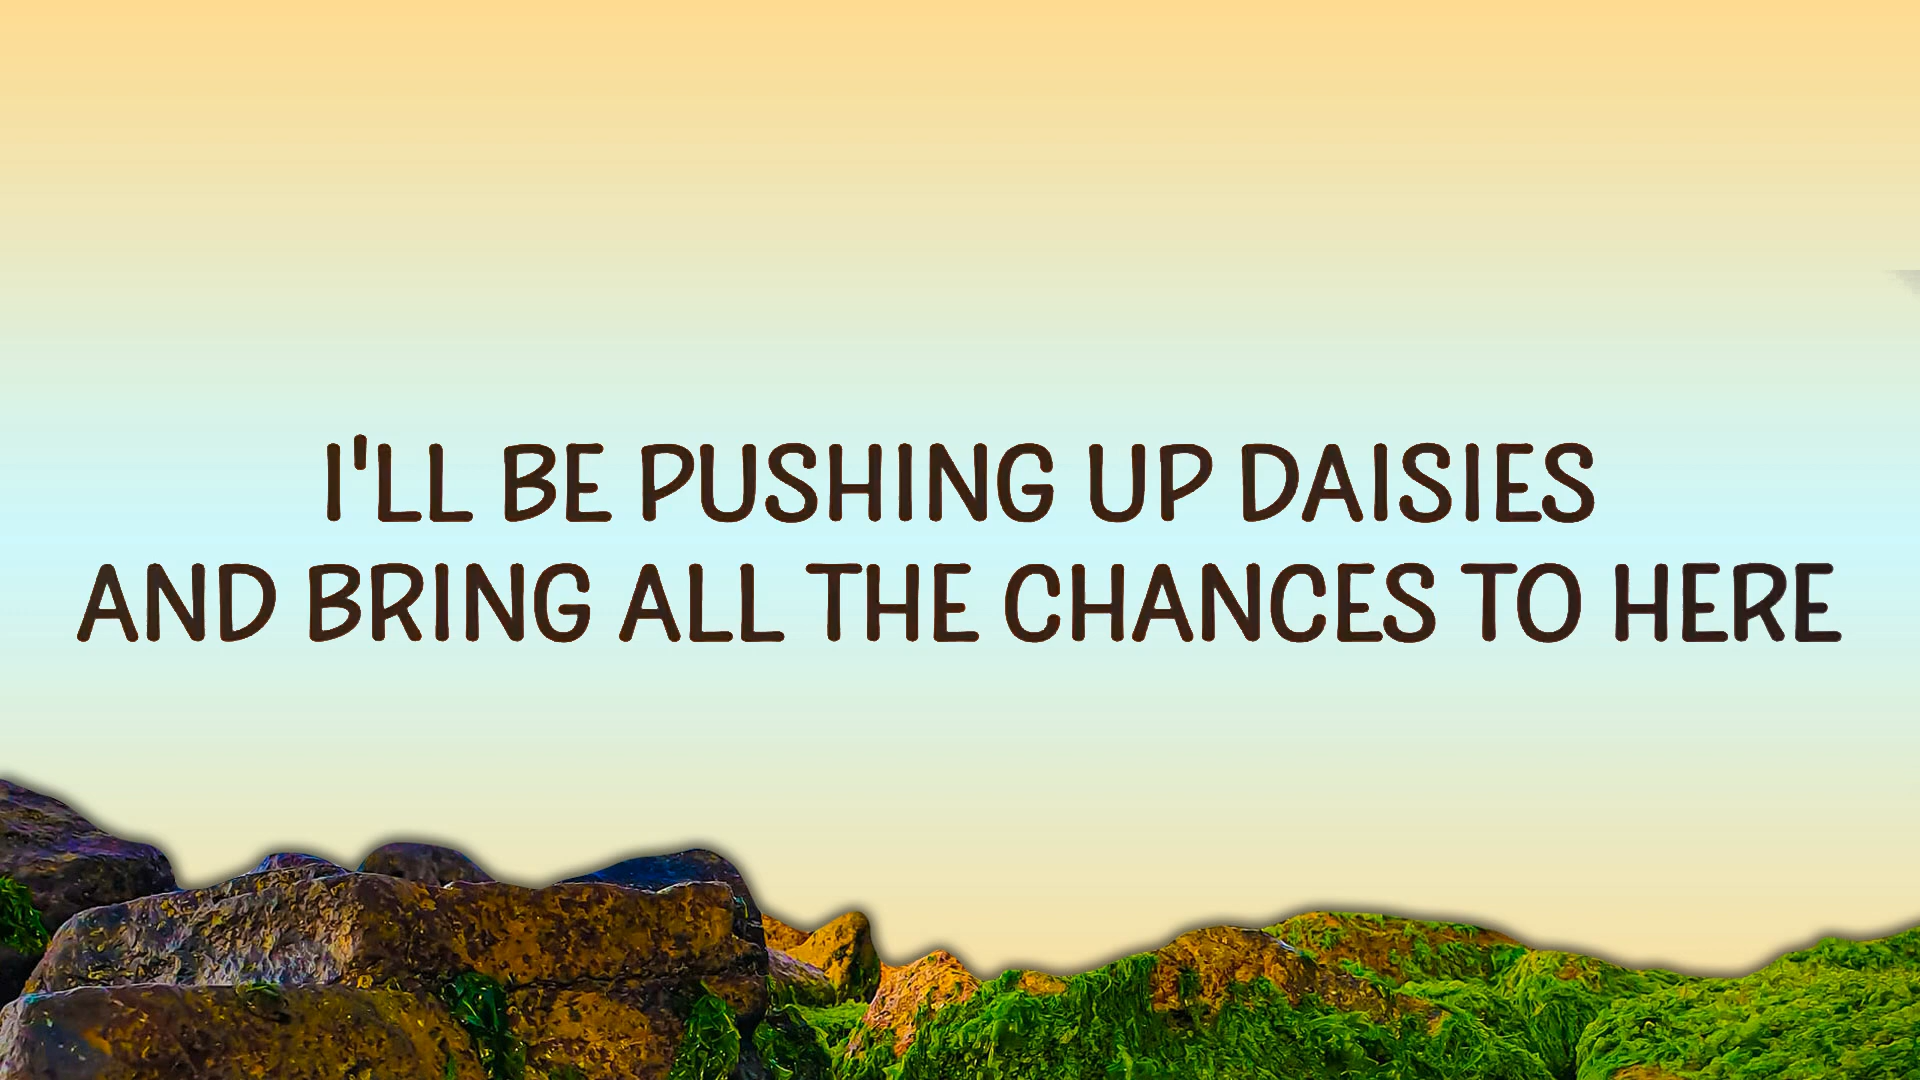 I'LL BE PUSHING UP DAISIES
AND BRING ALL THE CHANCES TO HERE